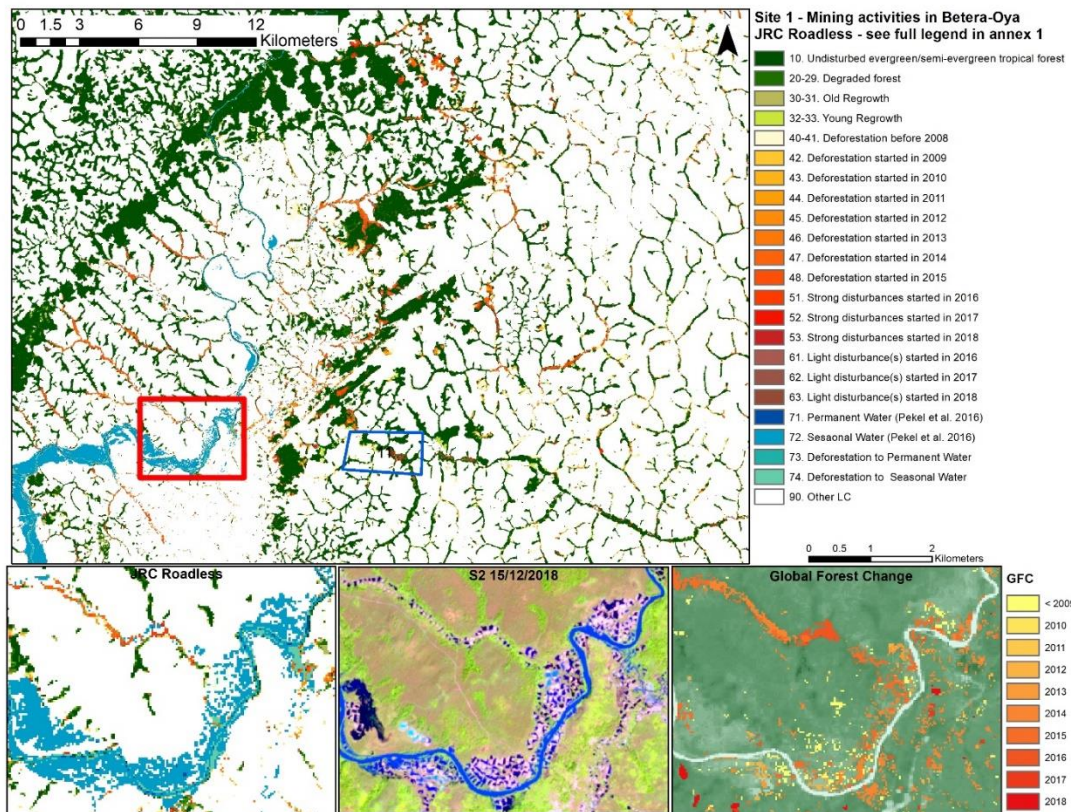 0 1.5 3 6 9 12
Kilometers
Site 1 - Mining activities in Betera-Oya
JRC Roadless - see full legend in annex 1
10. Undisturbed evergreen/semi-evergreen tropical forest
20-29. Degraded forest
30-31. Old Regrowth
32-33. Young Regrowth
40-41. Deforestation before 2008
42. Deforestation started in 2009
43. Deforestation started in 2010
44. Deforestation started in 2011
45. Deforestation started in 2012
46. Deforestation started in 2013
47. Deforestation started in 2014
48. Deforestation started in 2015
51. Strong disturbances started in 2016
52. Strong disturbances started in 2017
53. Strong disturbances started in 2018
61. Light disturbance(s) started in 2016
62. Light disturbance(s) started in 2017
63. Light disturbance(s) started in 2018
71. Permanent Water (Pekel et al. 2016)
72. Sesaonal Water (Pekel et al. 2016)
73. Deforestation to Permanent Water
74. Deforestation to Seasonal Water
90. Other LC
0 0.5 1 2
Kilometers
JRC Roadless
S2 15/12/2018
Global Forest Change
GFC
< 2009
2010
2011
2012
2013
2014
2015
2016
2017
2018